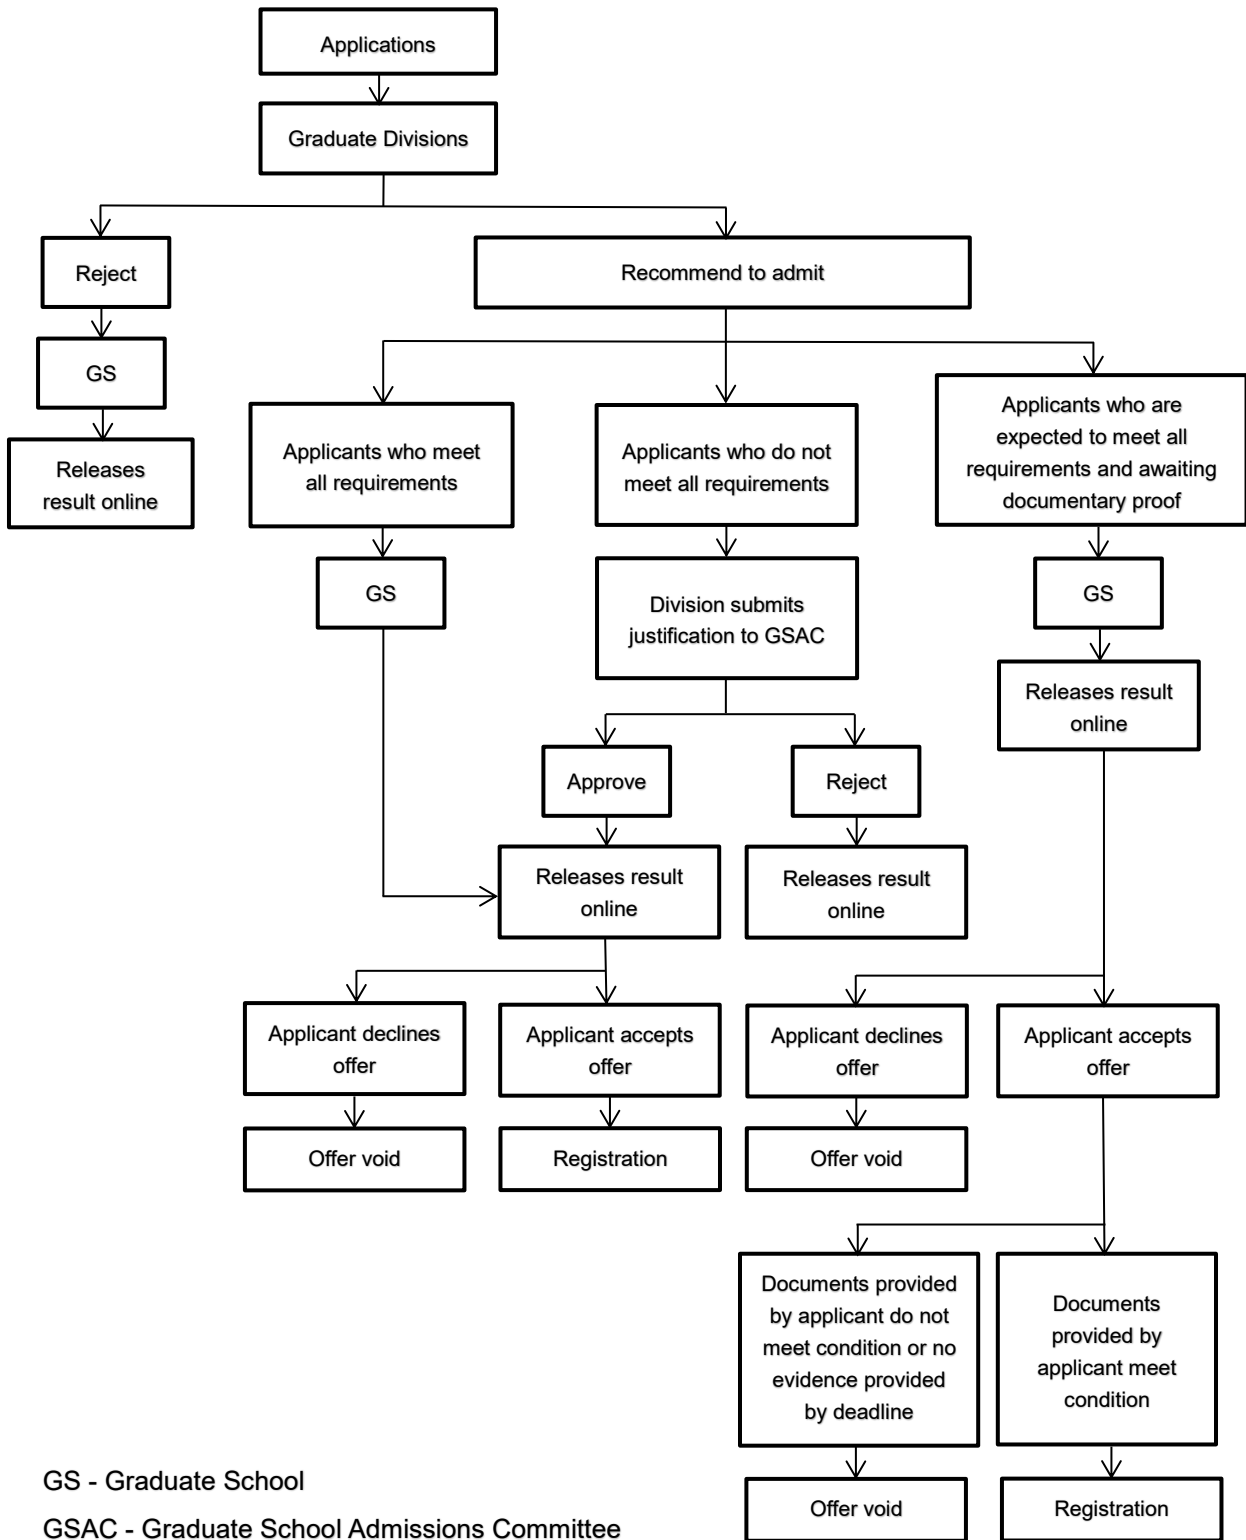 Applications
Graduate Divisions
Reject
Recommend to admit
GS
Releases
result online
Applicants who meet
all requirements
Applicants who do not
meet all requirements
Applicants who are
expected to meet all
requirements and awaiting
documentary proof
GS
Division submits
justification to GSAC
GS
Releases result
online
Approve
Reject
Releases result
online
Releases result
online
Applicant declines
offer
Applicant accepts
offer
Applicant declines
offer
Applicant accepts
offer
Offer void
Registration
Offer void
Documents provided
by applicant do not
meet condition or no
evidence provided
by deadline
Documents
provided by
applicant meet
condition
Offer void
Registration
GS - Graduate School
GSAC - Graduate School Admissions Committee